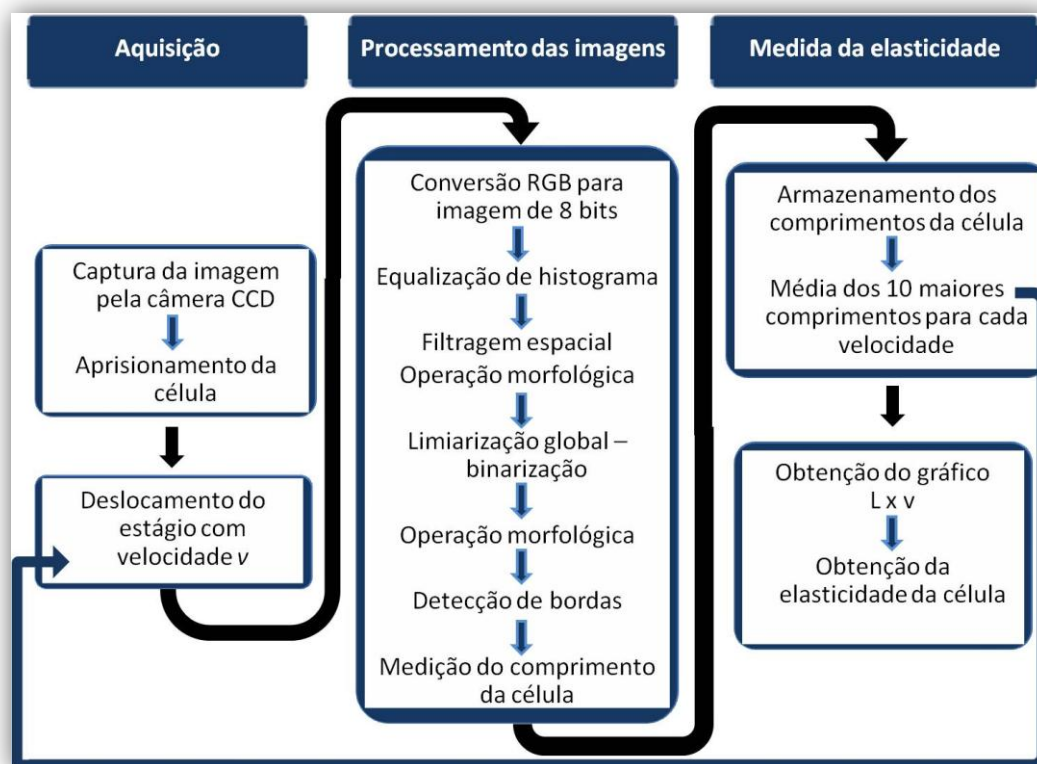 Aquisição
Processamento das imagens
Medida da elasticidade
Captura da imagem
pela câmera CCD
Aprisionamento da
célula
Deslocamento do
estágio com
velocidade v
Conversão RGB para
imagem de 8 bits
Equalização de histograma
Filtragem espacial
Operação morfológica
Limiarização global –
binarização
Operação morfológica
Detecção de bordas
Medição do comprimento
da célula
Armazenamento dos
comprimentos da célula
Média dos 10 maiores
comprimentos para cada
velocidade
Obtenção do gráfico
L x v
Obtenção da
elasticidade da célula